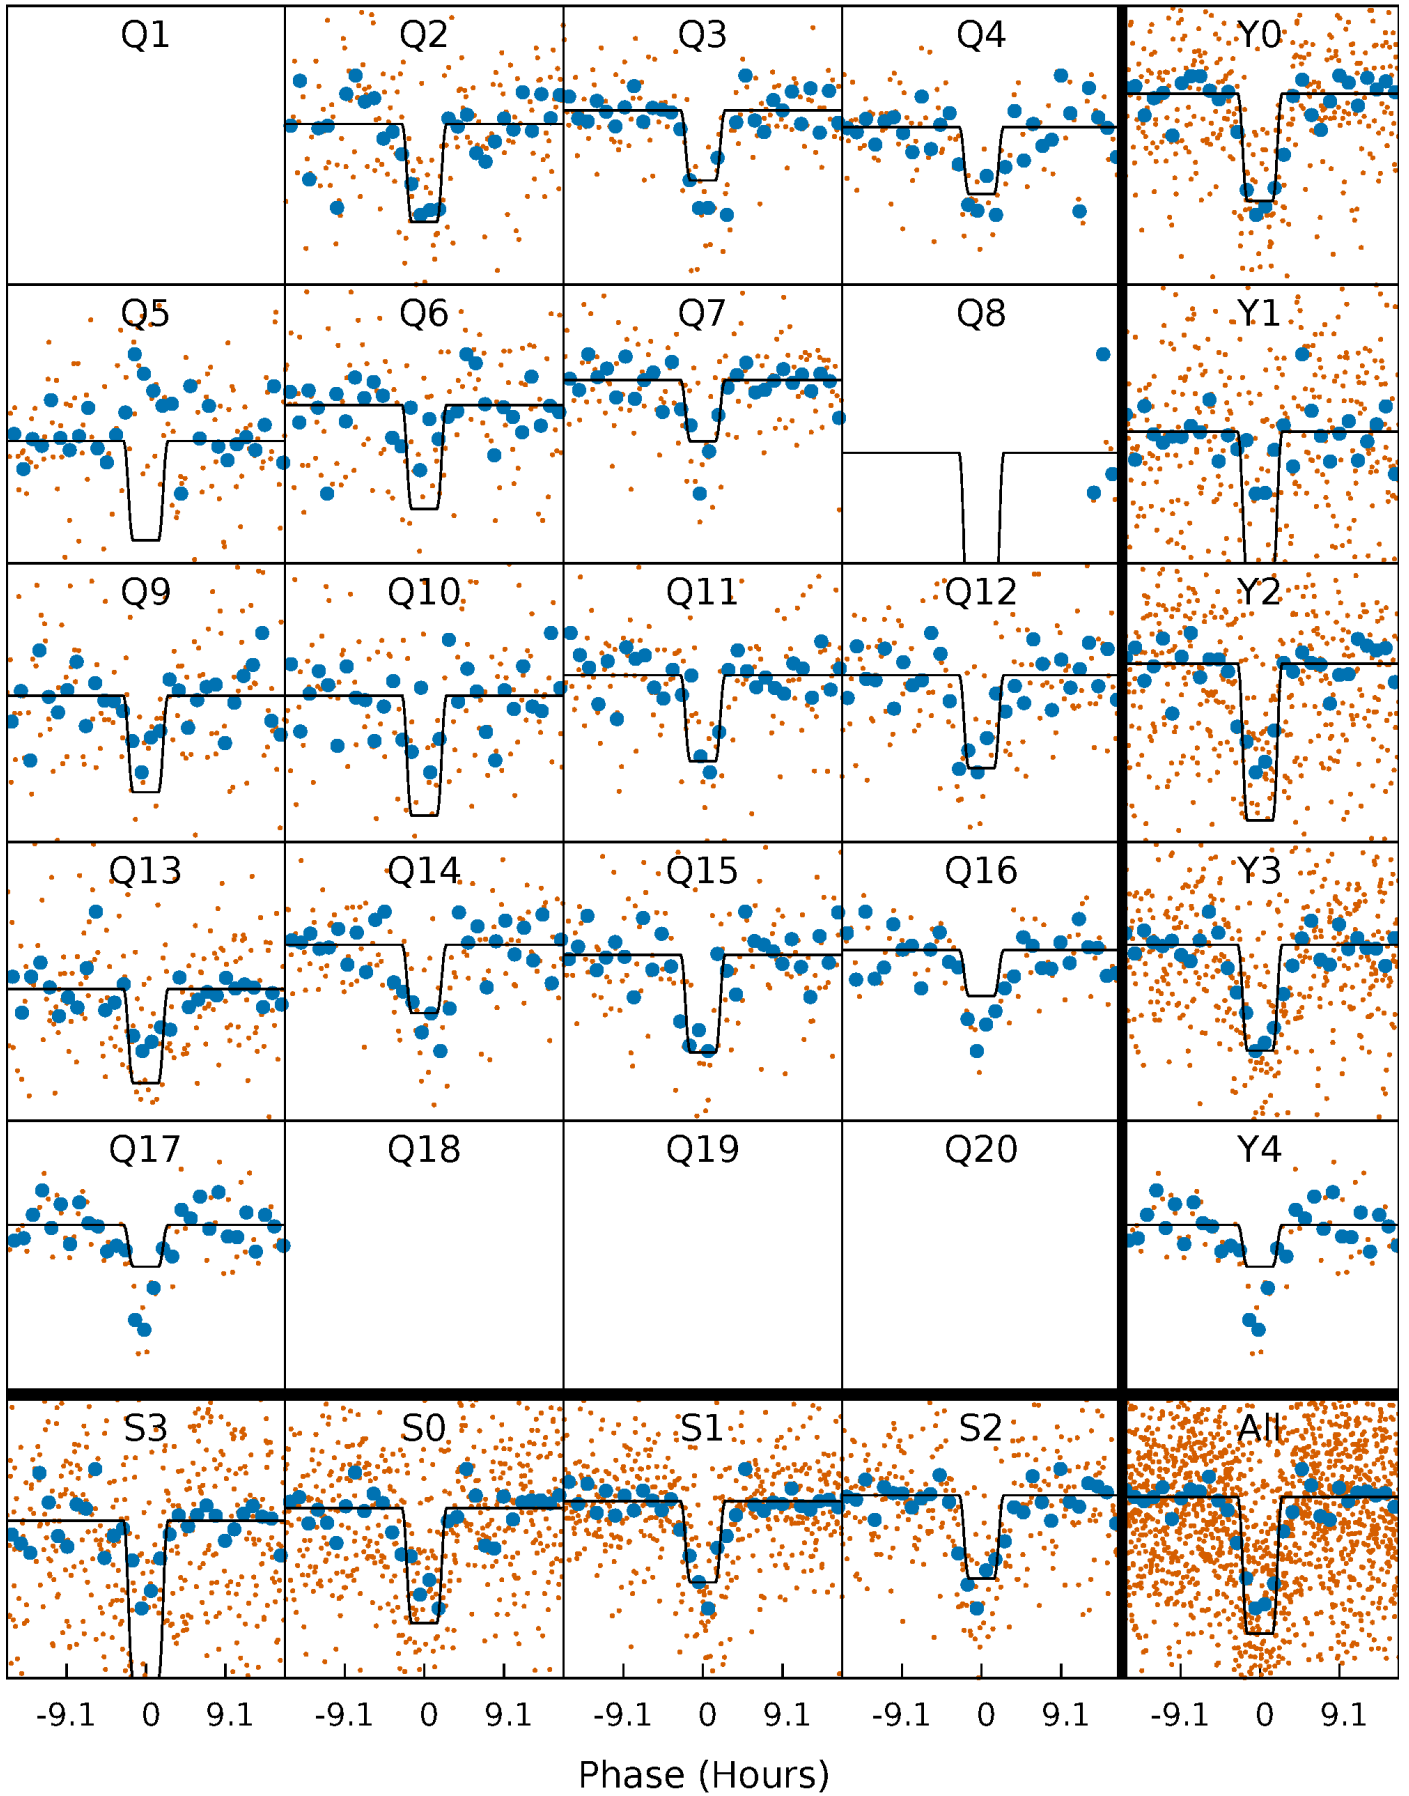 Q1 Q2 Q3 Q4 Y0
Q5 Q6 Q7 Q8 Y1
Q9 Q10 Q11 Q12 Y2
Q13 Q14 Q15 Q16 Y3
Q17 Q18 Q19 Q20 Y4
S3 S0 S1 S2 All
-9.1 0 9.1 -9.1 0 9.1 -9.1 0 9.1 -9.1 0 9.1 -9.1 0 9.1
Phase (Hours)